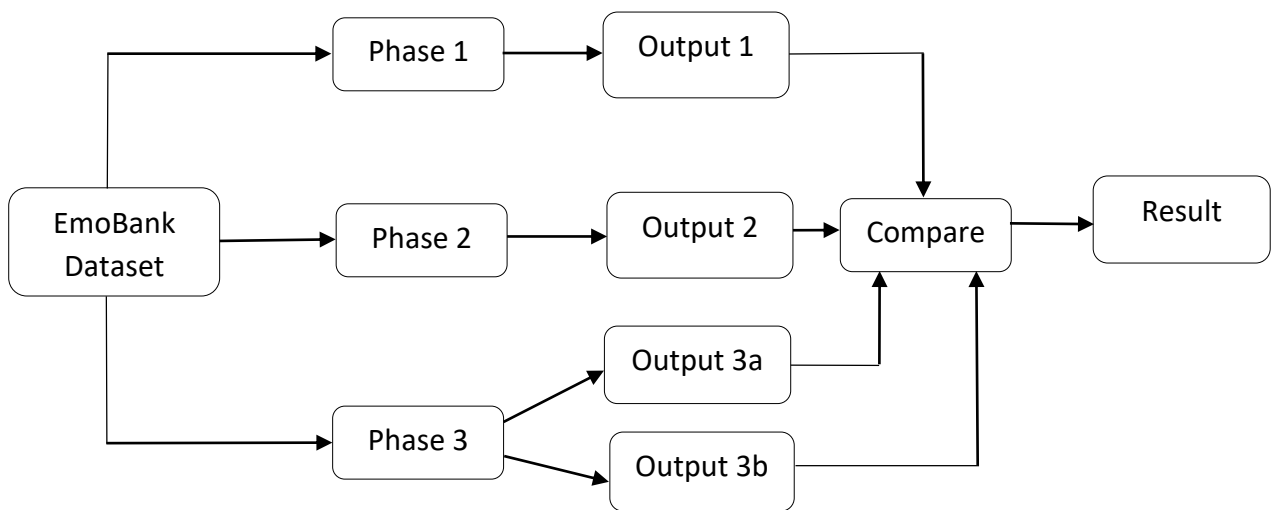 Phase 1
Output 1
EmoBank
Dataset
Phase 2
Output 2
Compare
Result
Output 3a
Phase 3
Output 3b